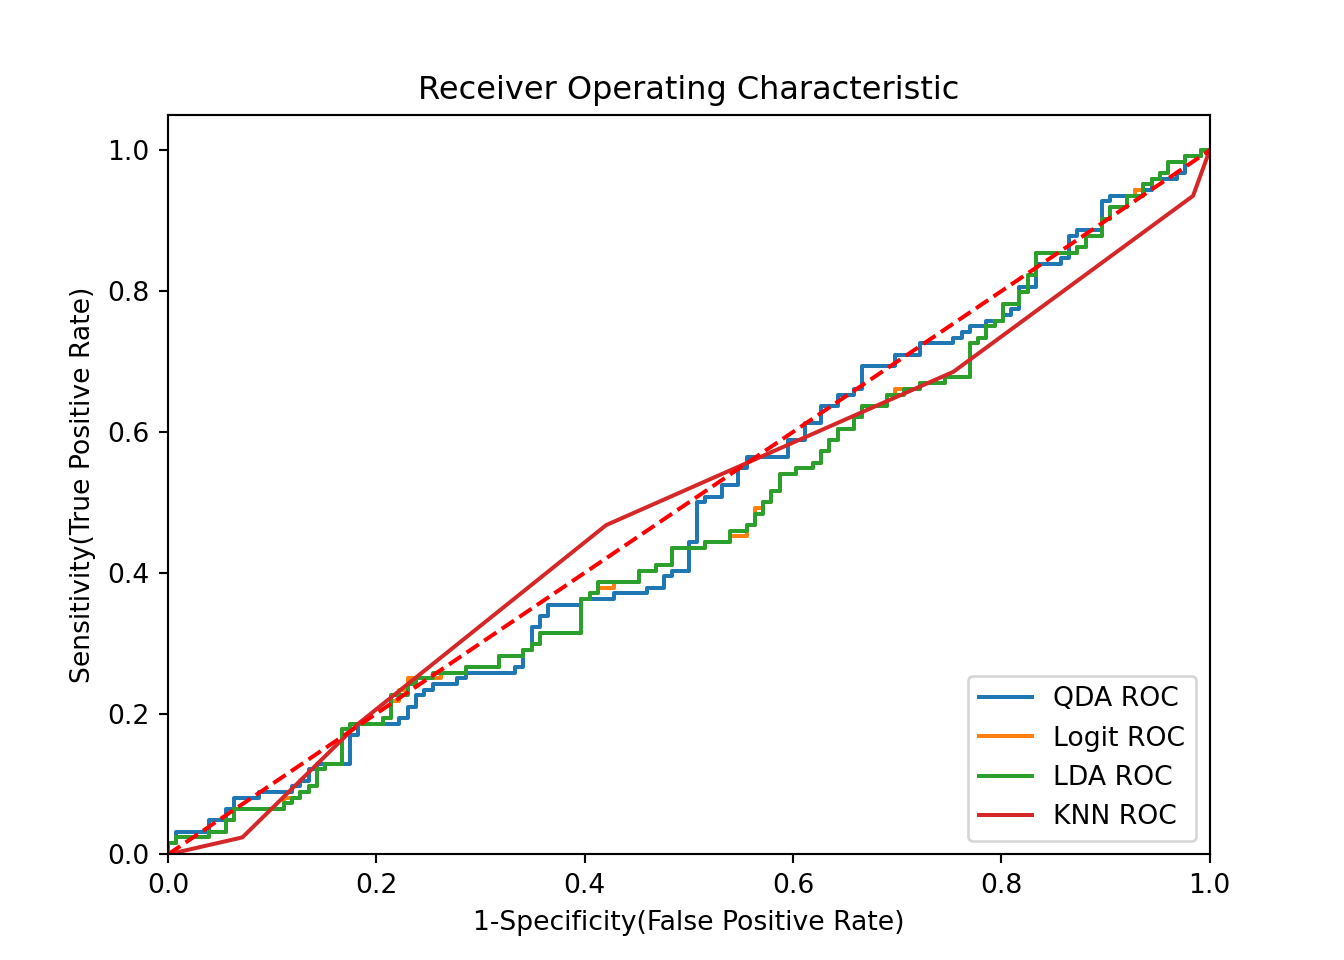 Receiver Operating Characteristic
1.0
0.8
0.6
0.4
0.2
0.0
Sensitivity(True Positive Rate)
0.0 0.2 0.4 0.6 0.8 1.0
1-Specificity(False Positive Rate)
QDA ROC
Logit ROC
LDA ROC
KNN ROC